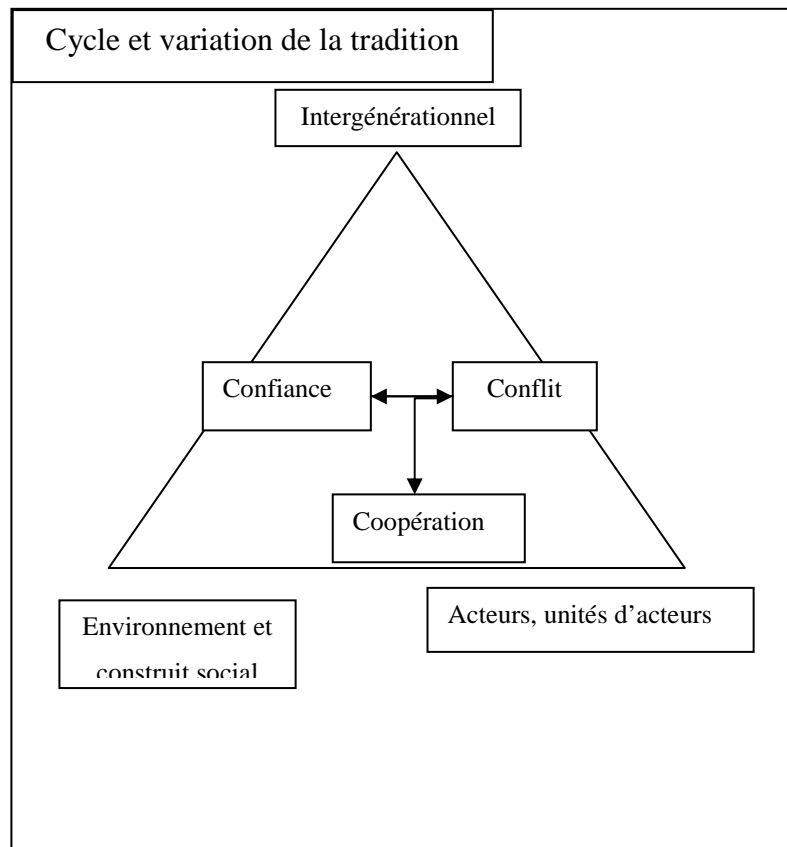 Cycle et variation de la tradition
Intergénérationnel
Confiance
Conflit
Coopération
Environnement et
construit social
Acteurs, unités d’acteurs